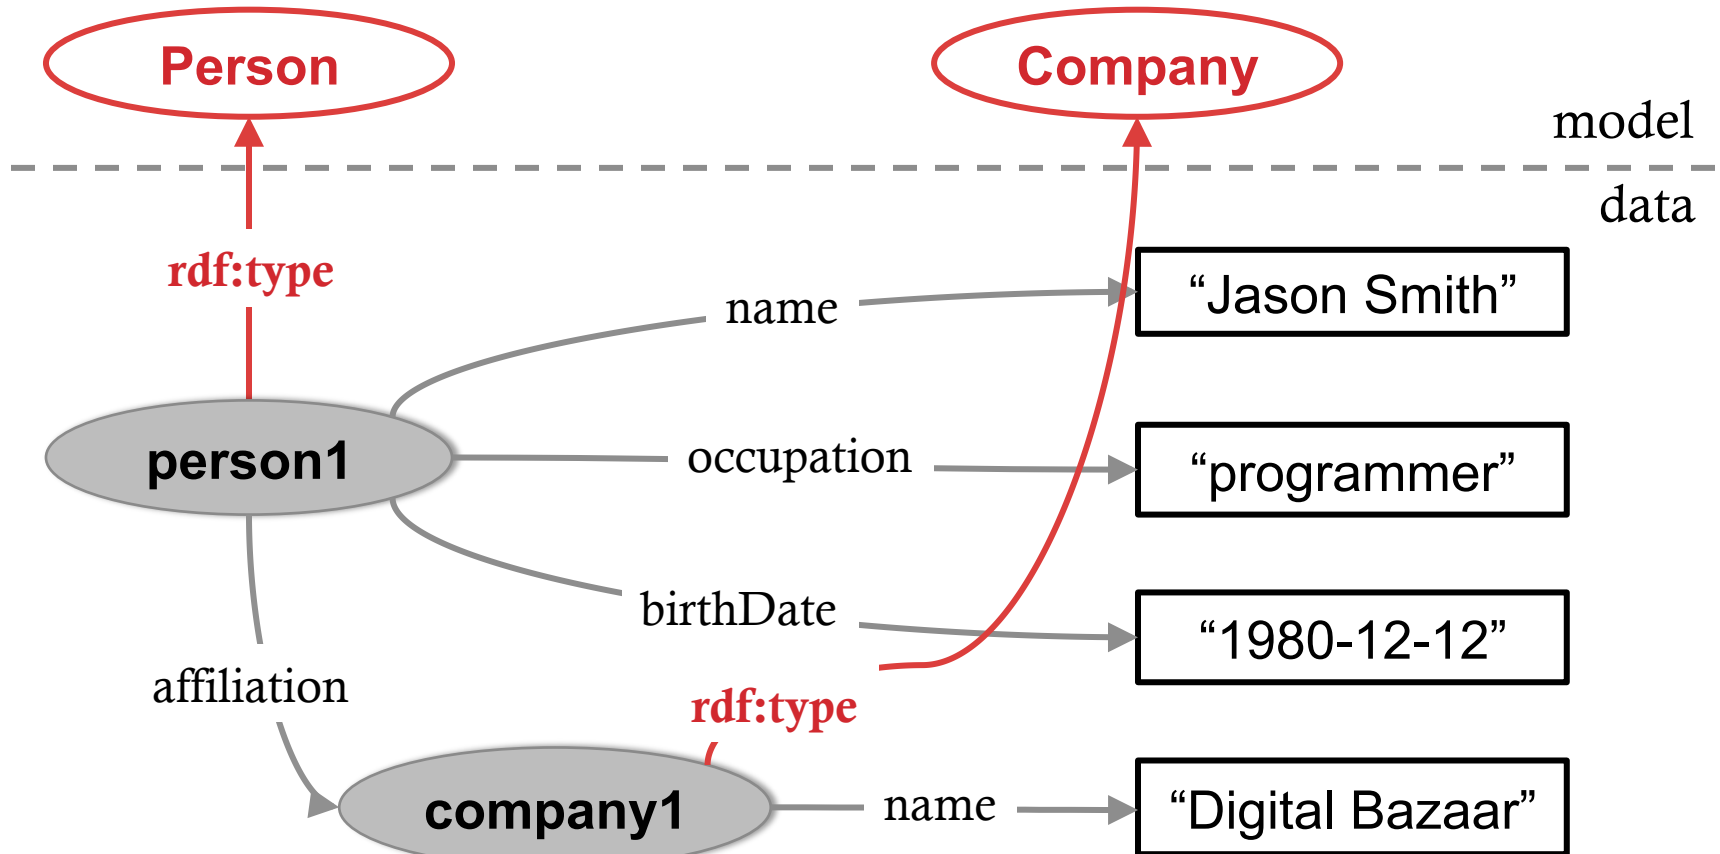 Person
Company
model
data
rdf:type
name
“Jason Smith”
person1
occupation
“programmer”
birthDate
“1980-12-12”
affiliation
rdf:type
company1
name
“Digital Bazaar”